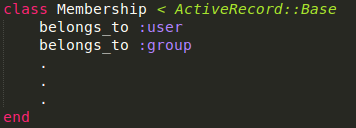 class Membership < ActiveRecord::Base
    belongs_to :user
    belongs_to :group
    .
    .
    .
end